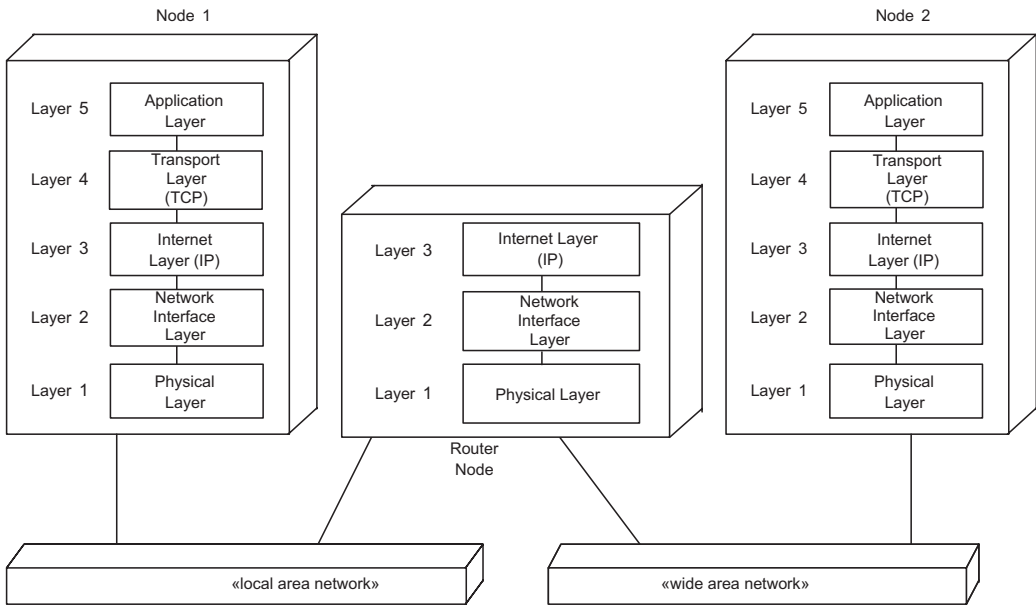 Node 1
Layer 5
Application
Layer
Layer 4
Transport
Layer
(TCP)
Layer 3
Internet
Layer (IP)
Layer 2
Network
Interface
Layer
Layer 1
Physical
Layer
Layer 3
Internet Layer
(IP)
Layer 2
Network
Interface
Layer
Layer 1
Physical Layer
Router
Node
Node 2
Layer 5
Application
Layer
Layer 4
Transport
Layer
(TCP)
Layer 3
Internet
Layer (IP)
Layer 2
Network
Interface
Layer
Layer 1
Physical
Layer
«local area network»
«wide area network»